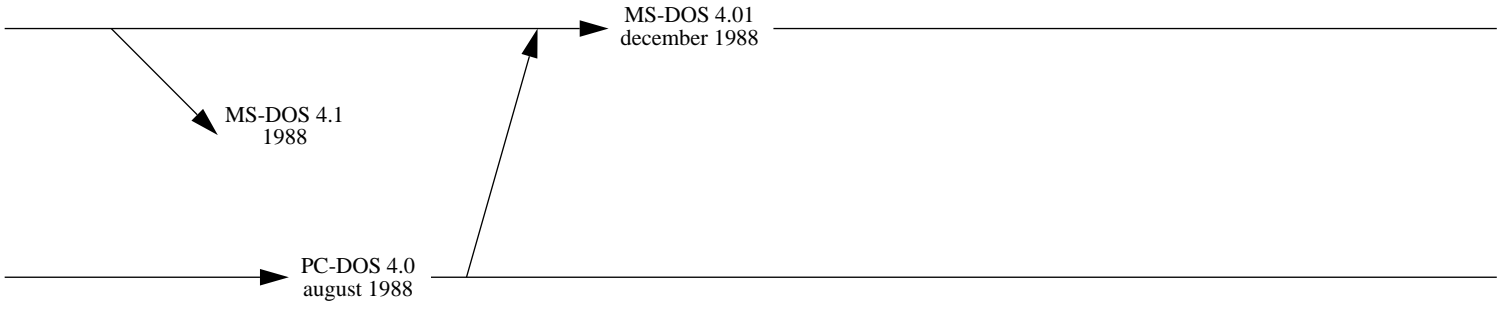 MS-DOS 4.01
december 1988
MS-DOS 4.1
1988
PC-DOS 4.0
august 1988